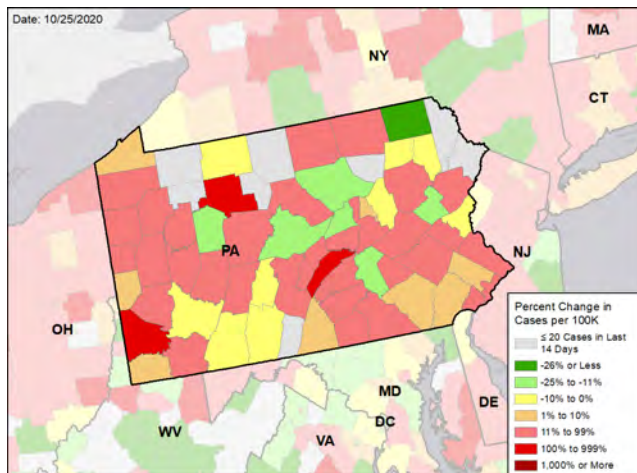 Date: 10/25/2020
NY
MA
CT
PA
NJ
OH
MD
DE
WV
DC
VA
Percent Change in
Cases per 100K
≤ 20 Cases in Last
14 Days
-26% or Less
-25% to -11%
-10% to 0%
1% to 10%
11% to 99%
100% to 999%
1,000% or More